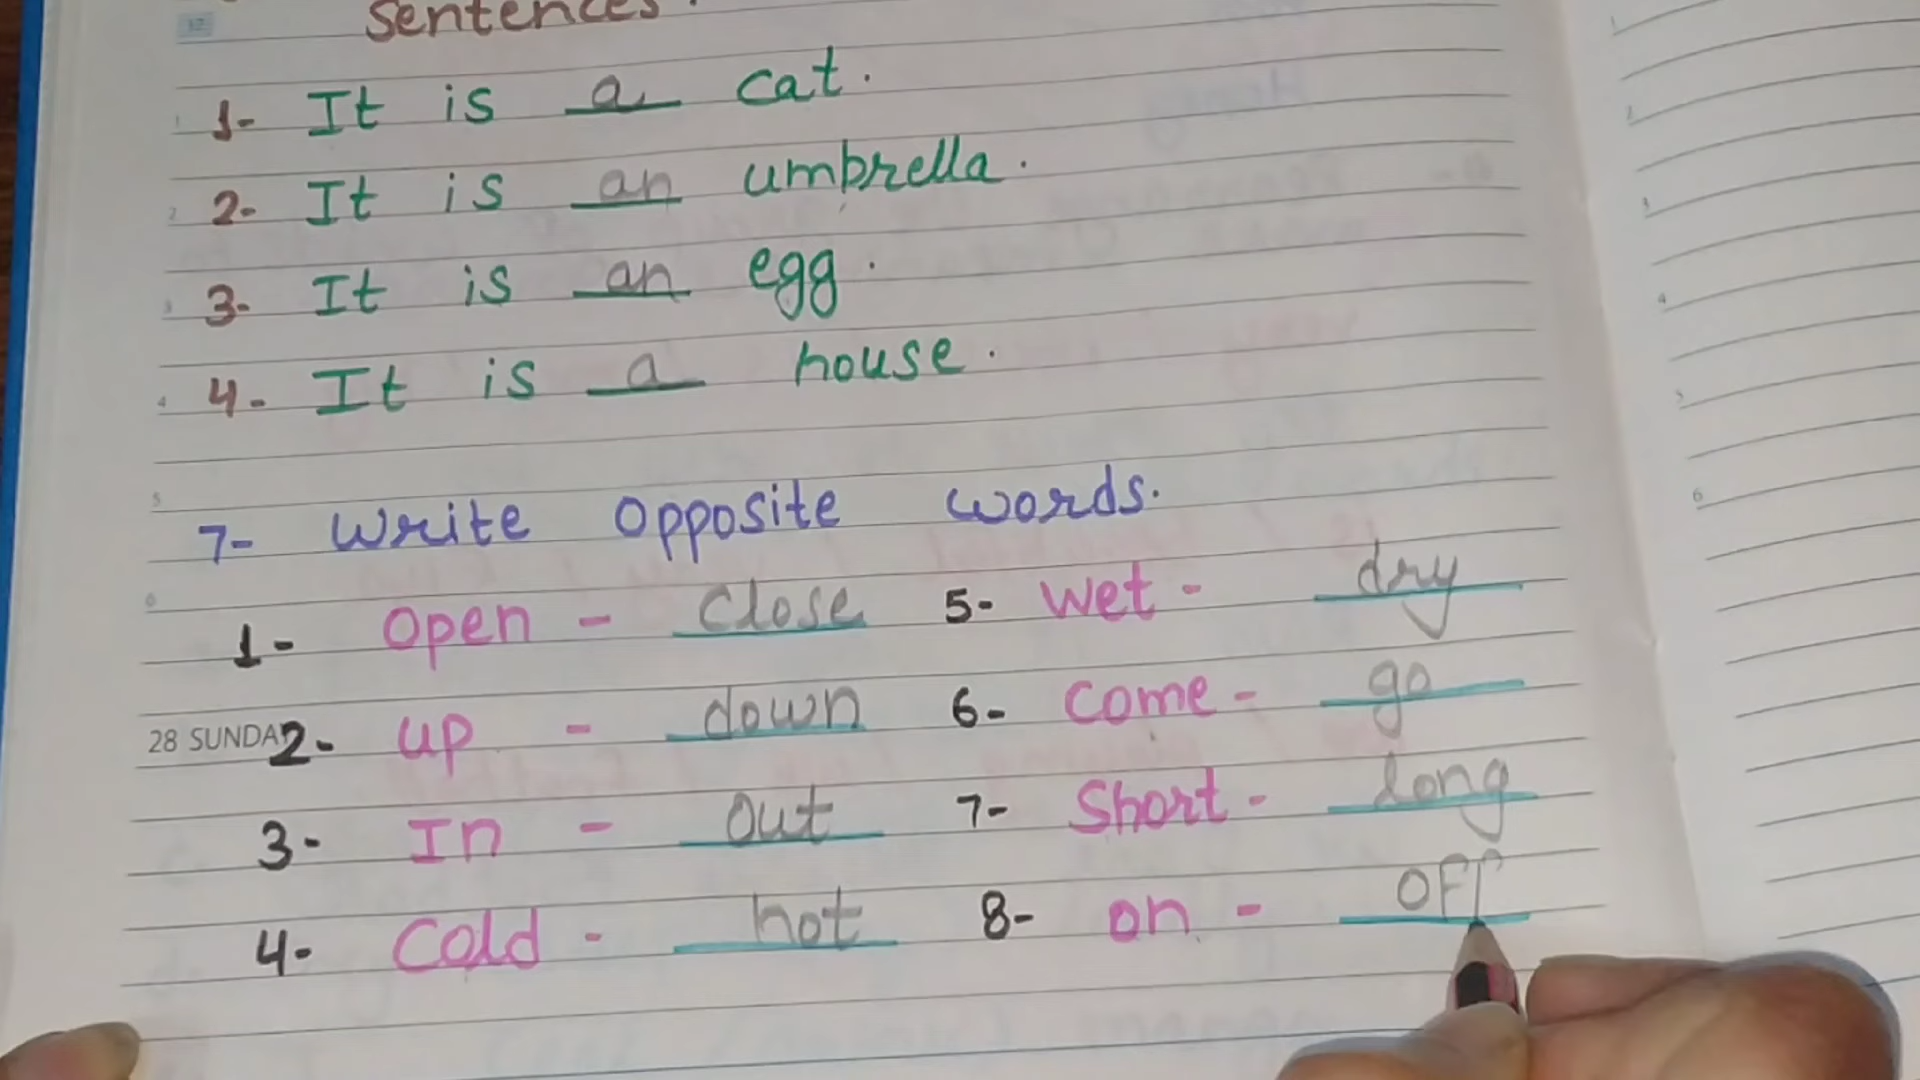 Sentences.
1- It is a cat.
2- It is an umbrella.
3- It is an egg.
4- It is a house.
7- Write opposite words.
1- Open - Close 5- Wet - dry
28 SUNDA 2- up - down 6- Come - go
3- In - out 7- Short - long
4- Cold - hot 8- on - off